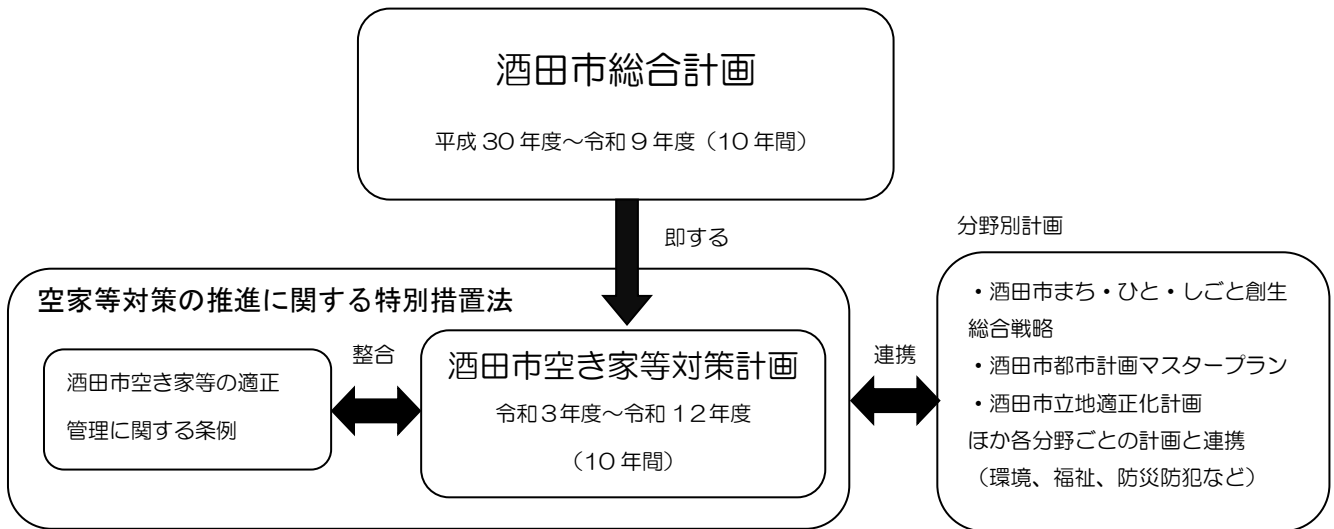 酒田市総合計画
平成30年度～令和9年度（10年間）
即する
空家等対策の推進に関する特別措置法
酒田市空き家等の適正
管理に関する条例
整合
酒田市空き家等対策計画
令和3年度～令和12年度
（10年間）
連携
分野別計画
・酒田市まち・ひと・しごと創生
総合戦略
・酒田市都市計画マスタープラン
・酒田市立地適正化計画
ほか各分野ごとの計画と連携
（環境、福祉、防災防犯など）